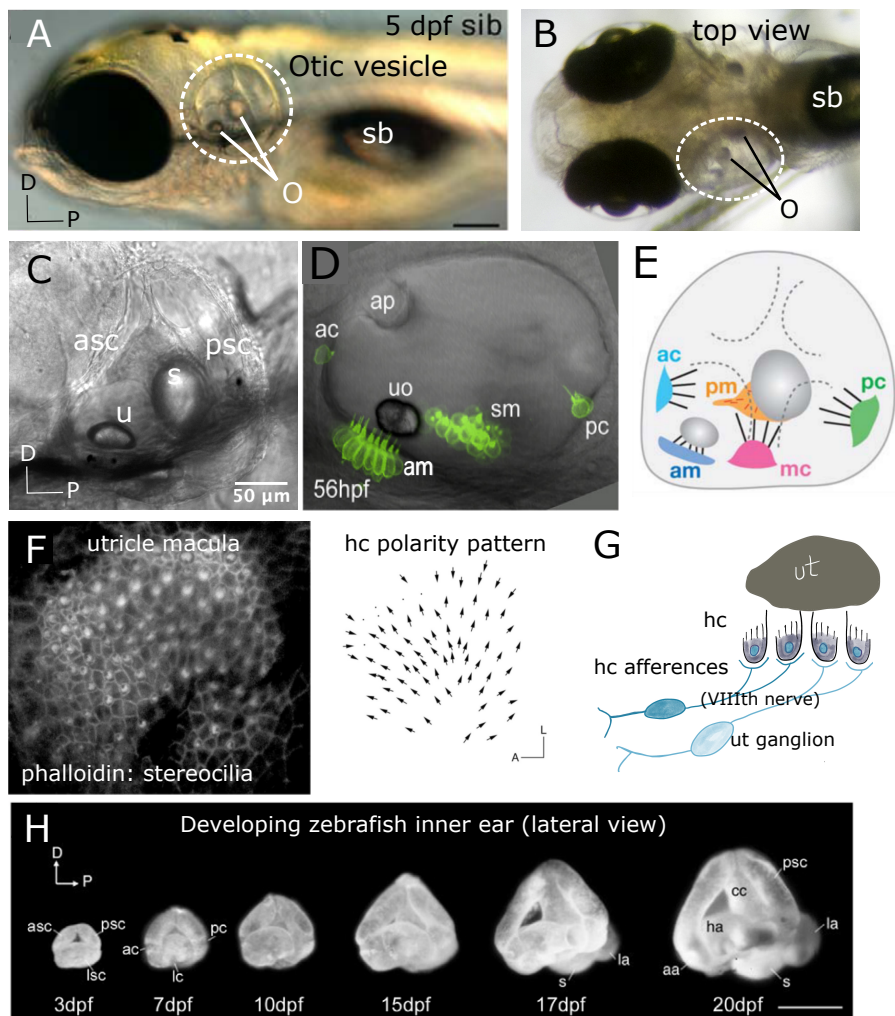 A
5 dpf sib
Otic vesicle
sb
O
D
P
B
top view
sb
O
C
asc
psc
s
u
D
P
50 µm
D
ap
ac
uo
sm
pc
am
56hpf
E
ac
pm
pc
am
mc
F
utricle macula
phalloidin: stereocilia
hc polarity pattern
A
L
G
ut
hc
hc afferences
(VIIIth nerve)
ut ganglion
H
Developing zebrafish inner ear (lateral view)
D
P
asc
psc
lsc
ac
pc
lc
s
la
psc
cc
ha
la
aa
s
3dpf
7dpf
10dpf
15dpf
17dpf
20dpf